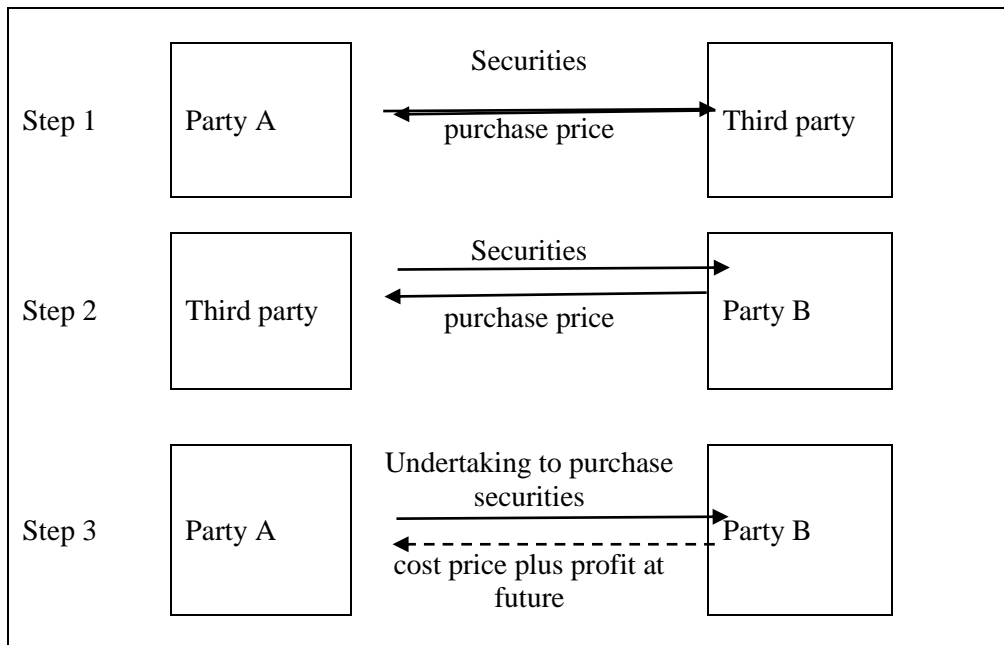 Securities
Step 1
Party A
purchase price
Third party
Securities
Step 2
Third party
purchase price
Party B
Undertaking to purchase
securities
Step 3
Party A
Party B
cost price plus profit at
future